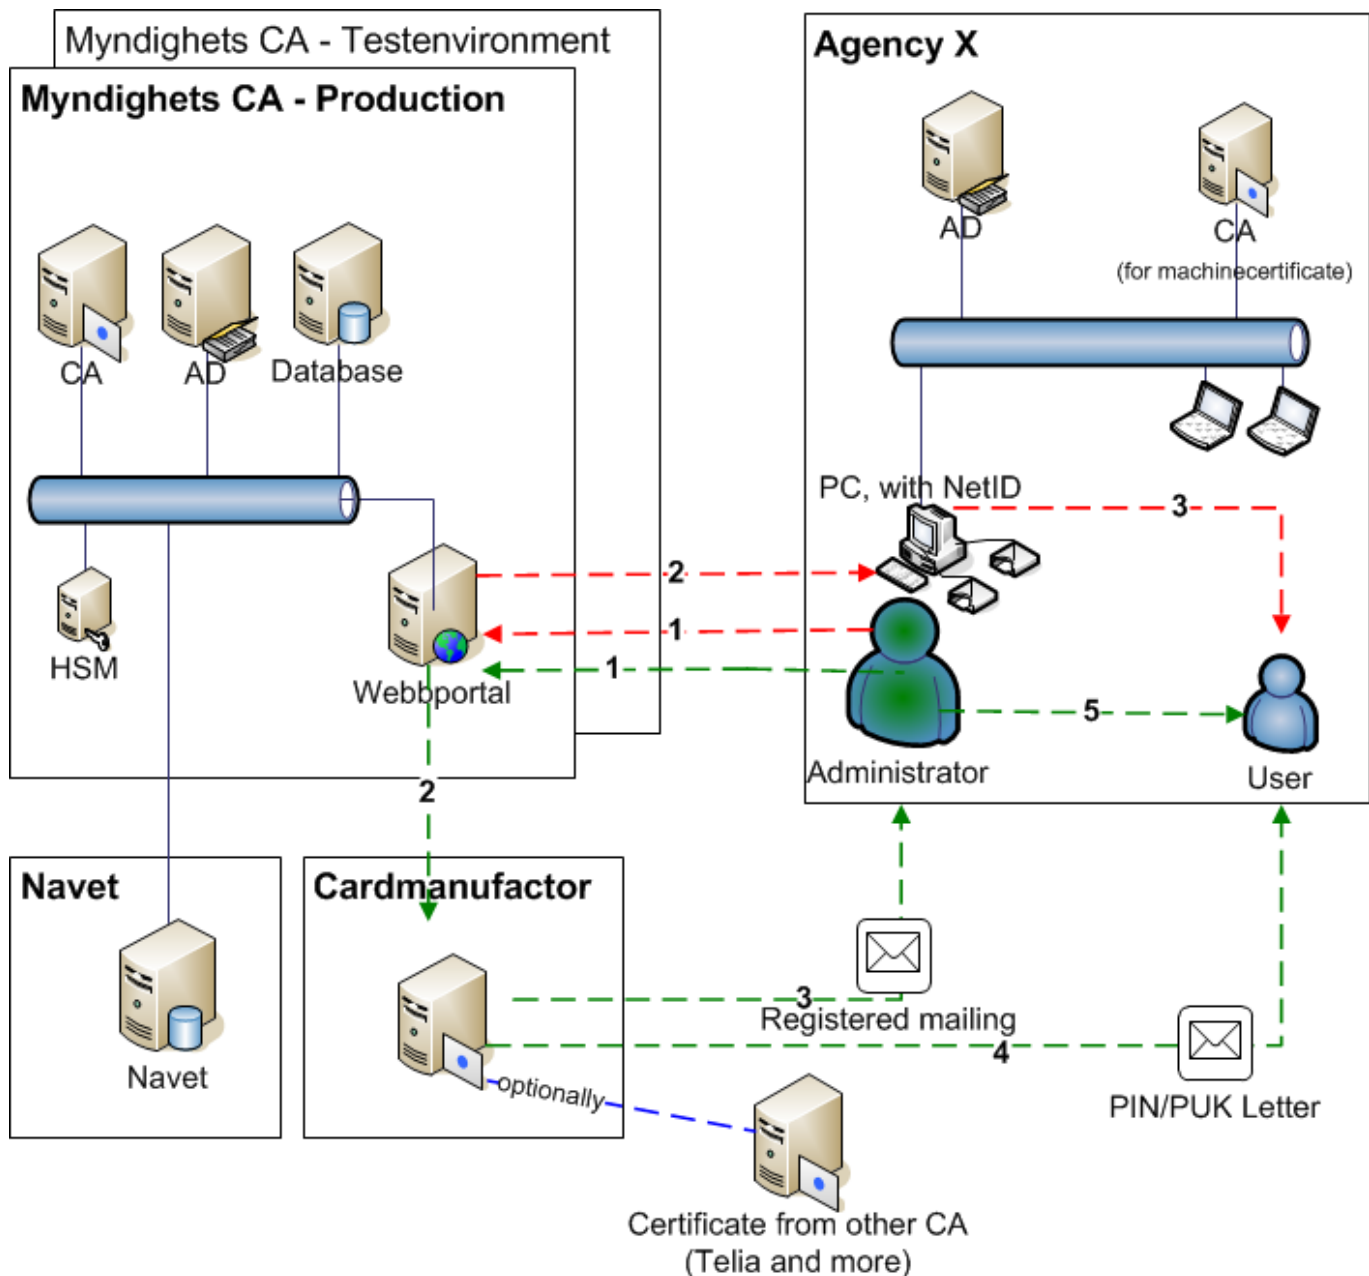 Myndighets CA - Testenvironment
Myndighets CA - Production
CA
AD
Database
HSM
Webbportal
Agency X
AD
CA
(for machinecertificate)
PC, with NetID
3
2
1
1
5
Administrator
User
2
Navet
Navet
Cardmanufactor
3
Registered mailing
4
PIN/PUK Letter
optionally
Certificate from other CA
(Telia and more)